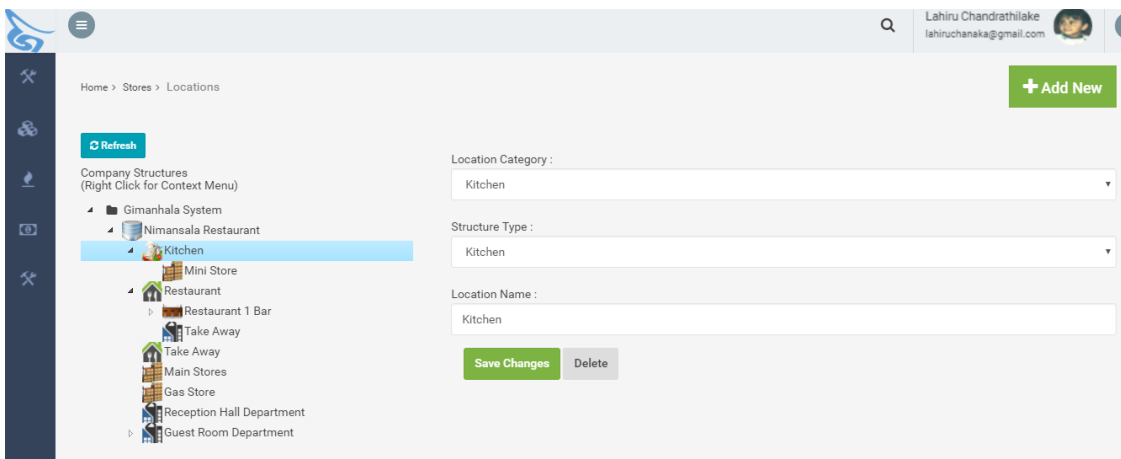 Lahiru Chandrathilake
lahiruchanaka@gmail.com
Home > Stores > Locations
Add New
Refresh
Company Structures
(Right Click for Context Menu)
Gimanhala System
Nimansala Restaurant
Kitchen
Mini Store
Restaurant
Restaurant 1 Bar
Take Away
Take Away
Main Stores
Gas Store
Reception Hall Department
Guest Room Department
Location Category :
Kitchen
Structure Type :
Kitchen
Location Name :
Kitchen
Save Changes
Delete